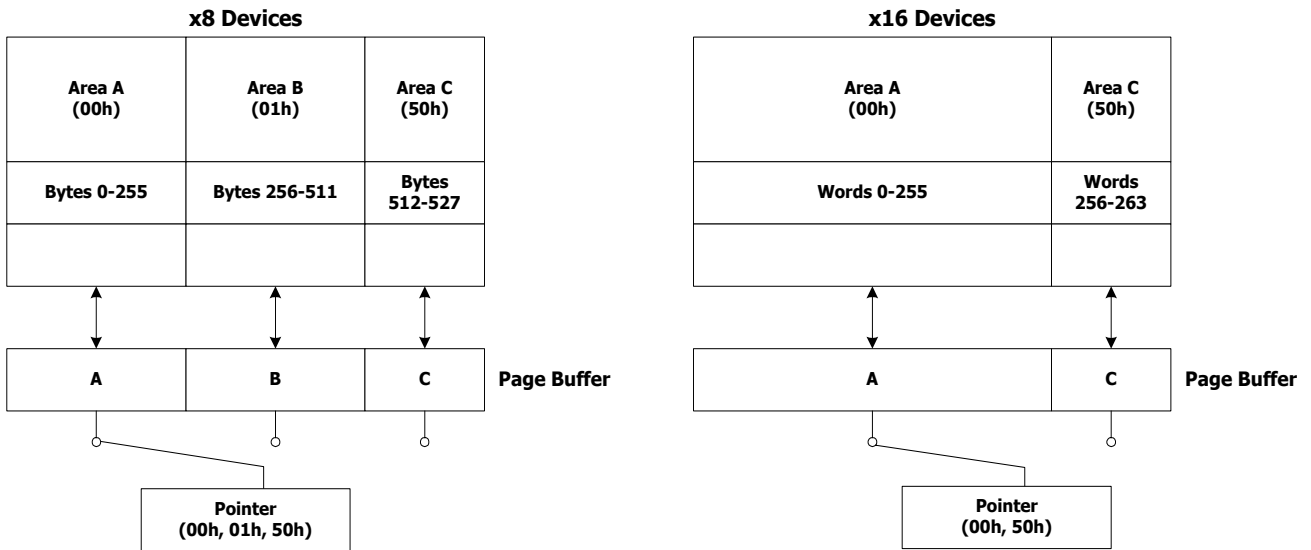 x8 Devices
Area A
(00h)
Area B
(01h)
Area C
(50h)
Bytes 0-255
Bytes 256-511
Bytes
512-527
A
B
C
Page Buffer
Pointer
(00h, 01h, 50h)
x16 Devices
Area A
(00h)
Area C
(50h)
Words 0-255
Words
256-263
A
C
Page Buffer
Pointer
(00h, 50h)